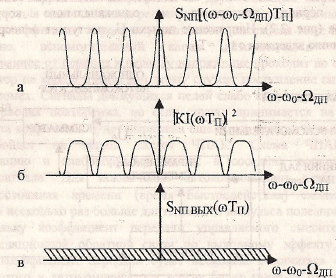 S_NП[(ω-ω0-Ω_ДП)T_П]
а
ω-ω0-Ω_ДП
|KI(ωT_П)|²
б
ω-ω0-Ω_ДП
S_NП ВЫХ(ωT_П)
в
ω-ω0-Ω_ДП